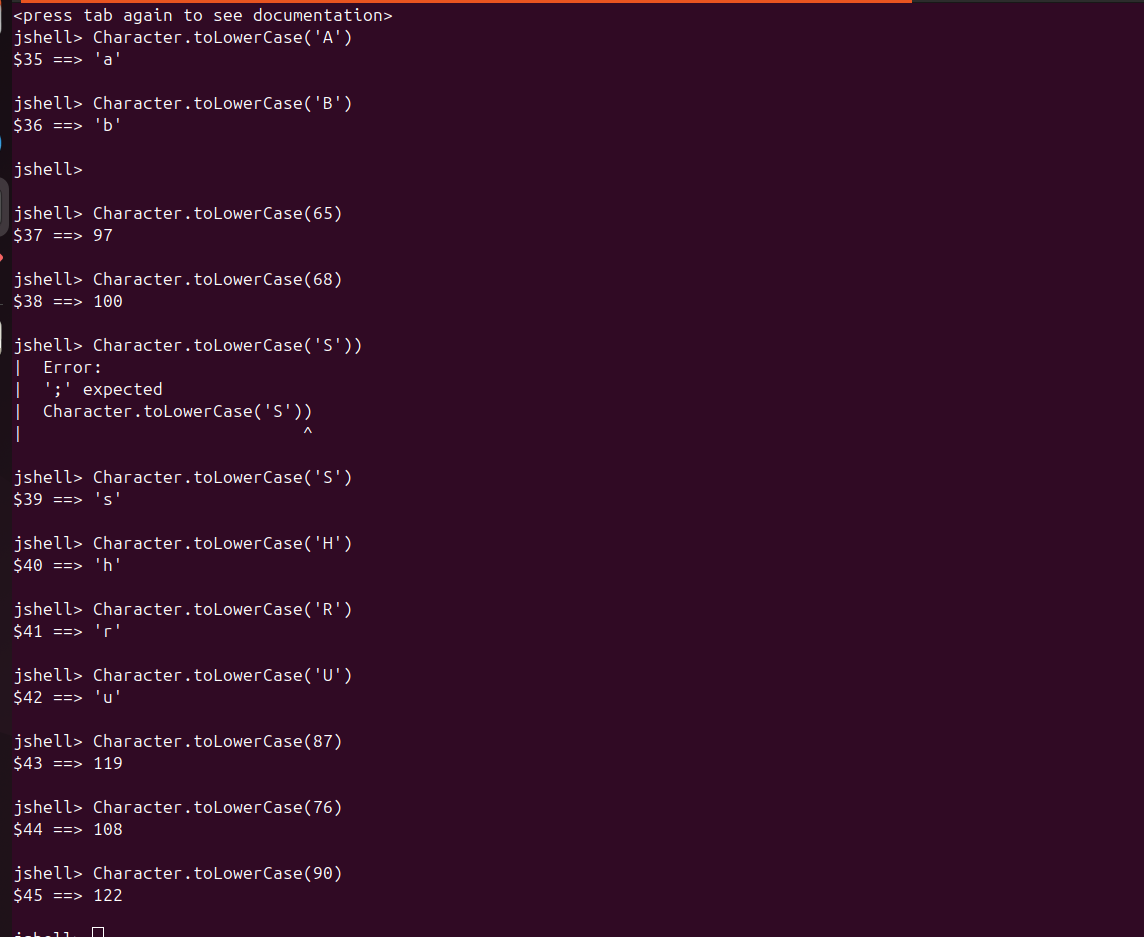 <press tab again to see documentation>
jshell> Character.toLowerCase('A')
$35 ==> 'a'
jshell> Character.toLowerCase('B')
$36 ==> 'b'
jshell>
jshell> Character.toLowerCase(65)
$37 ==> 97
jshell> Character.toLowerCase(68)
$38 ==> 100
jshell> Character.toLowerCase('S'))
|  Error:
|  ';' expected
|  Character.toLowerCase('S'))
|                            ^
jshell> Character.toLowerCase('S')
$39 ==> 's'
jshell> Character.toLowerCase('H')
$40 ==> 'h'
jshell> Character.toLowerCase('R')
$41 ==> 'r'
jshell> Character.toLowerCase('U')
$42 ==> 'u'
jshell> Character.toLowerCase(87)
$43 ==> 119
jshell> Character.toLowerCase(76)
$44 ==> 108
jshell> Character.toLowerCase(90)
$45 ==> 122
jshell>